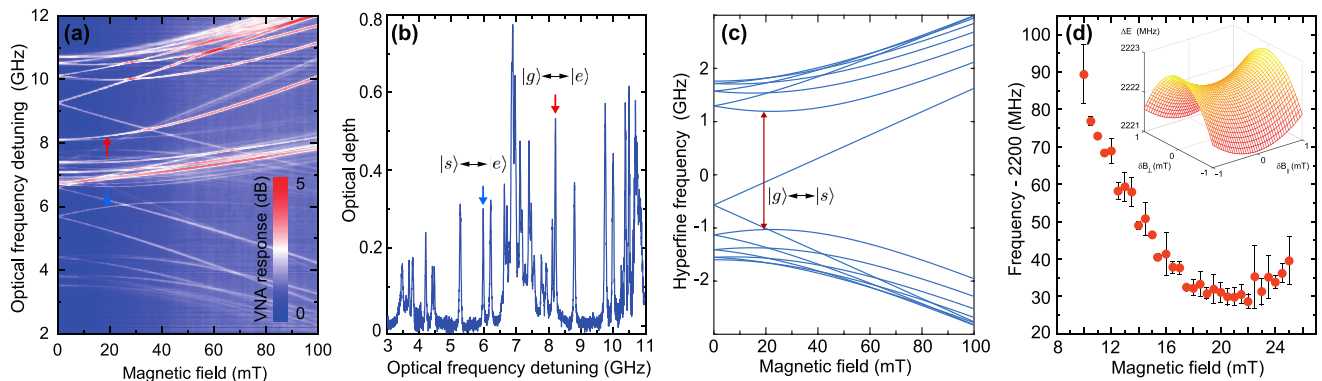 (a)
12
10
8
6
4
2
Optical frequency detuning (GHz)
VNA response (dB)
5
0
0 20 40 60 80 100
Magnetic field (mT)
(b)
0.8
0.6
0.4
0.2
0
Optical depth
|g⟩↔|e⟩
|s⟩↔e⟩
3 4 5 6 7 8 9 10 11
Optical frequency detuning (GHz)
(c)
2
1
0
-1
-2
Hyperfine frequency (GHz)
|g⟩↔|s⟩
0 20 40 60 80 100
Magnetic field (mT)
(d)
100
90
80
70
60
50
40
30
20
Frequency - 2200 (MHz)
ΔE (MHz)
2223
2222
2221
1
0
-1
-1
0
1
δB⊥(mT)
δB∥(mT)
8 12 16 20 24
Magnetic field (mT)